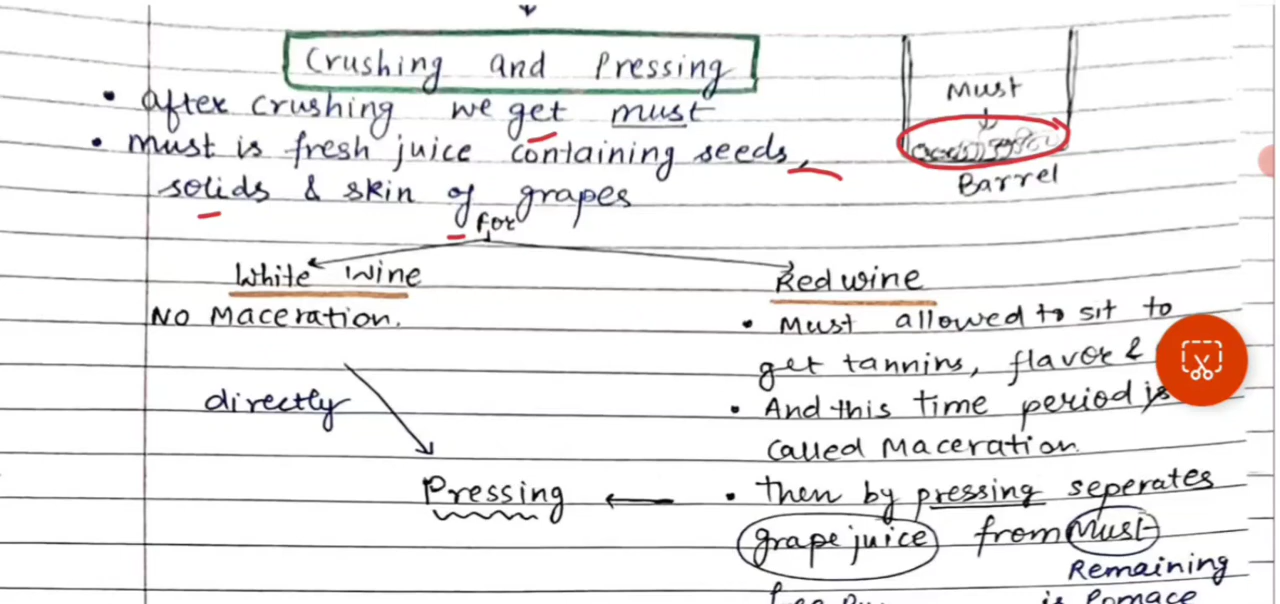 Crushing and Pressing
• after crushing we get must
• must is fresh juice containing seeds,
solids & skin of grapes
Must
Barrel
for
White Wine
No Maceration.
directly
Red wine
• Must allowed to sit to
get tannins, flavor &
• And this time period is
called Maceration.
Pressing
• then by pressing seperates
grape juice from Must
Remaining
is Pomace